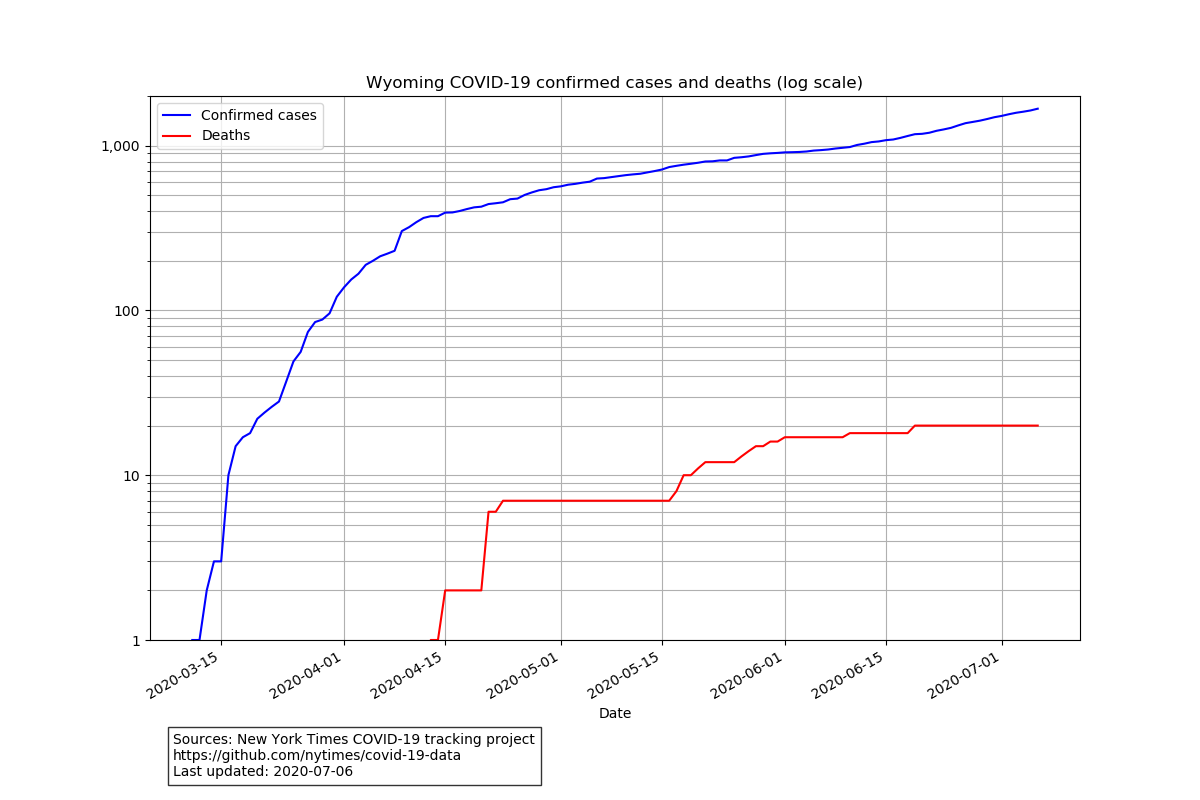 Wyoming COVID-19 confirmed cases and deaths (log scale)
Confirmed cases
Deaths
1,000
100
10
1
2020-03-15
2020-04-01
2020-04-15
2020-05-01
2020-05-15
2020-06-01
2020-06-15
2020-07-01
Date
Sources: New York Times COVID-19 tracking project
https://github.com/nytimes/covid-19-data
Last updated: 2020-07-06